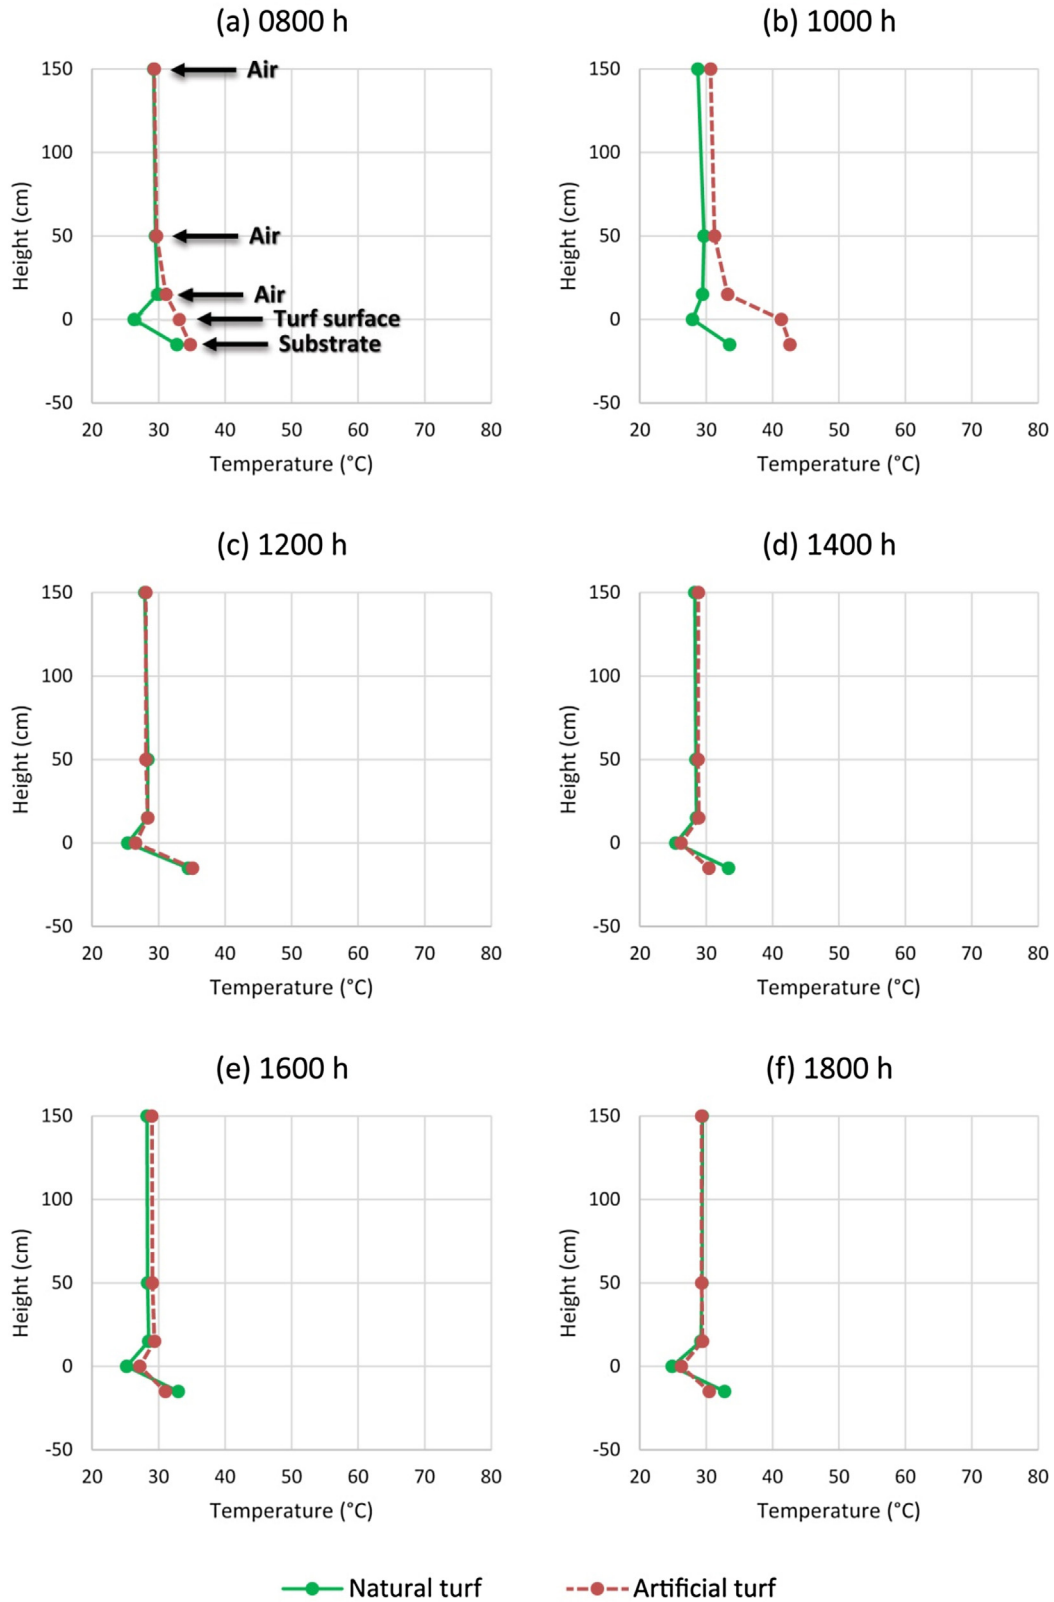 (a) 0800 h
(b) 1000 h
150
100
50
0
-50
Height (cm)
Air
Air
Air
Turf surface
Substrate
20 30 40 50 60 70 80
Temperature (°C)
150
100
50
0
-50
Height (cm)
20 30 40 50 60 70 80
Temperature (°C)
(c) 1200 h
(d) 1400 h
150
100
50
0
-50
Height (cm)
20 30 40 50 60 70 80
Temperature (°C)
150
100
50
0
-50
Height (cm)
20 30 40 50 60 70 80
Temperature (°C)
(e) 1600 h
(f) 1800 h
150
100
50
0
-50
Height (cm)
20 30 40 50 60 70 80
Temperature (°C)
150
100
50
0
-50
Height (cm)
20 30 40 50 60 70 80
Temperature (°C)
Natural turf
Artificial turf